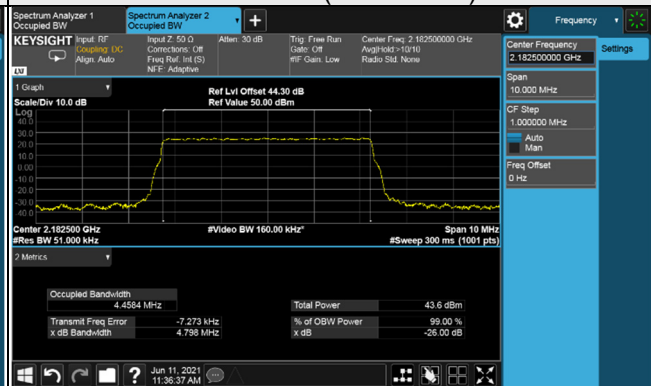 Spectrum Analyzer 1
Occupied BW
Spectrum Analyzer 2
Occupied BW
Frequency
KEYSIGHT
Input: RF
Coupling: DC
Align: Auto
Input Z: 50 Ω
Corrections: Off
Freq Ref: Int (S)
NFE: Adaptive
Atten: 30 dB
Trig: Free Run
Gate: Off
#IF Gain: Low
Center Freq: 2.182500000 GHz
Avg|Hold:>10/10
Radio Std: None
Center Frequency
2.182500000 GHz
Settings
Span
10.000 MHz
CF Step
1.000000 MHz
Auto
Man
Freq Offset
0 Hz
1 Graph
Scale/Div 10.0 dB
Ref Lvl Offset 44.30 dB
Ref Value 50.00 dBm
Log
40.0
30.0
20.0
10.0
0.00
-10.0
-20.0
-30.0
-40.0
Center 2.182500 GHz
#Res BW 51.000 kHz
#Video BW 160.00 kHz*
Span 10 MHz
#Sweep 300 ms (1001 pts)
2 Metrics
Occupied Bandwidth
4.4584 MHz
Transmit Freq Error
-7.273 kHz
x dB Bandwidth
4.798 MHz
Total Power
43.6 dBm
% of OBW Power
99.00 %
x dB
-26.00 dB
Jun 11, 2021
11:36:37 AM